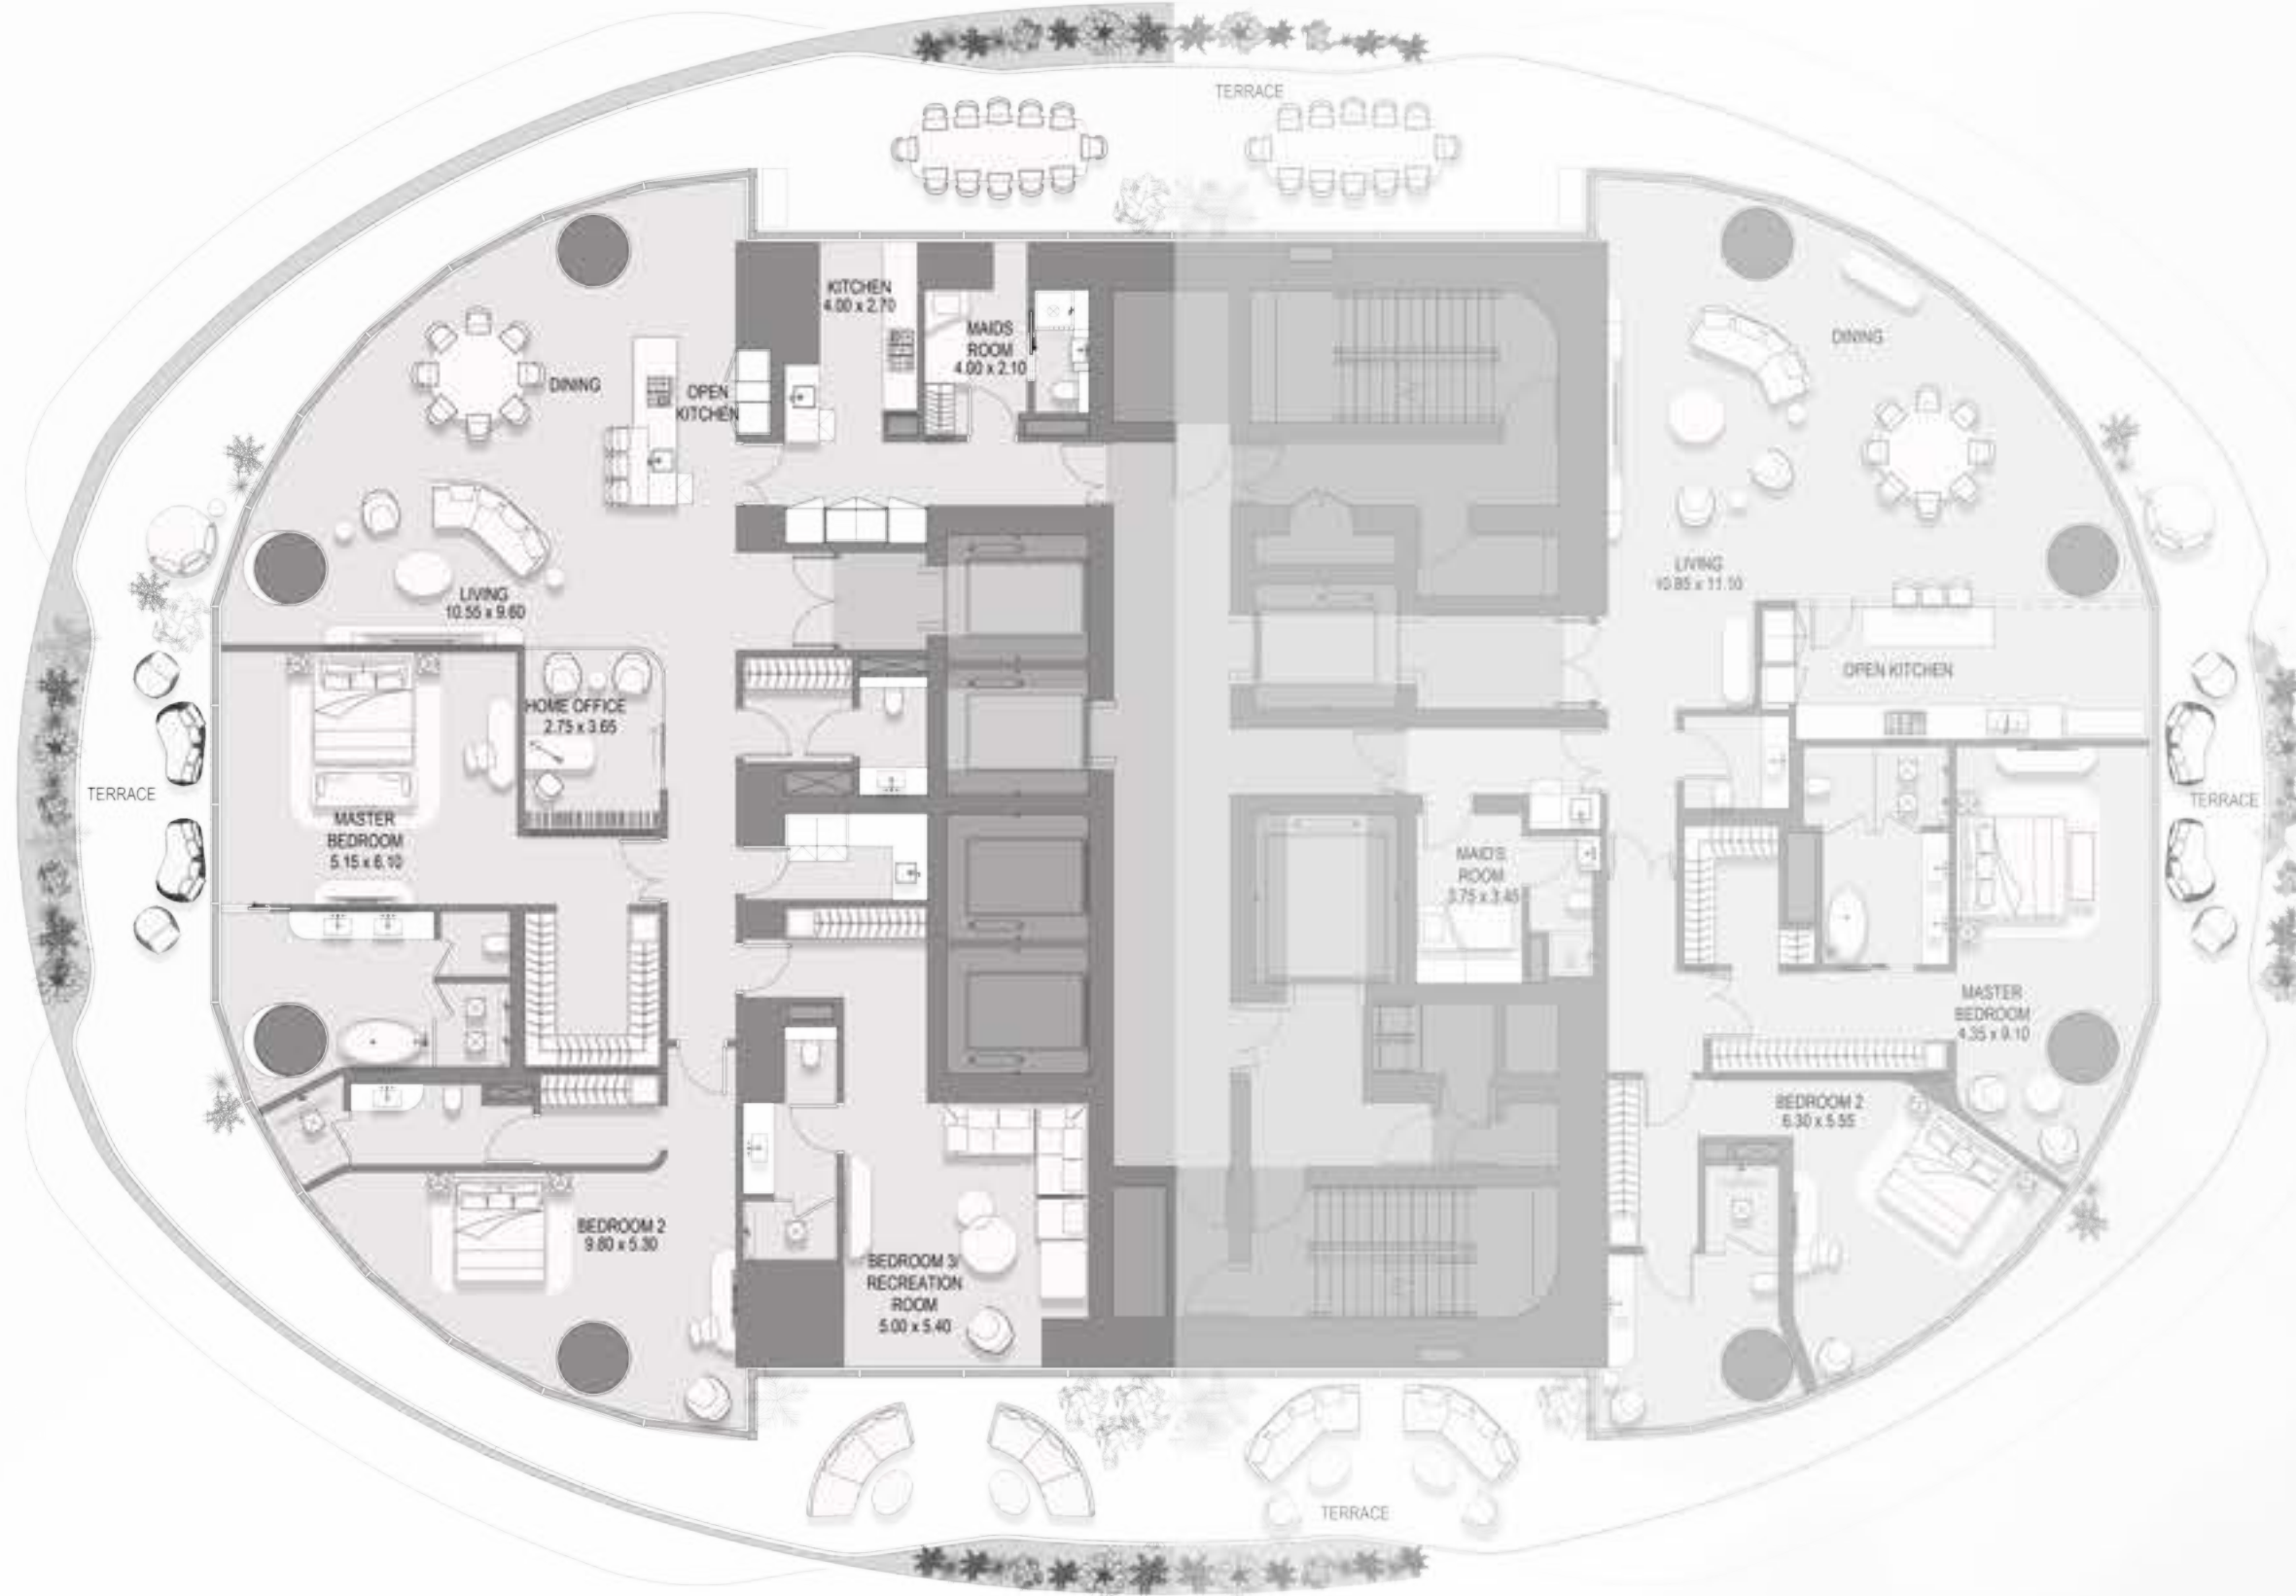 TERRACE
KITCHEN
4.00 x 2.70
MAIDS
ROOM
4.00 x 2.10
DINING
OPEN
KITCHEN
LIVING
10.55 x 9.60
HOME OFFICE
2.75 x 3.65
TERRACE
MASTER
BEDROOM
5.15 x 6.10
BEDROOM 2
9.80 x 5.30
BEDROOM 3/
RECREATION
ROOM
5.00 x 5.40
DINING
LIVING
10.85 x 11.10
OPEN KITCHEN
TERRACE
MAID'S
ROOM
3.75 x 3.45
MASTER
BEDROOM
4.35 x 9.10
BEDROOM 2
6.30 x 5.55
TERRACE